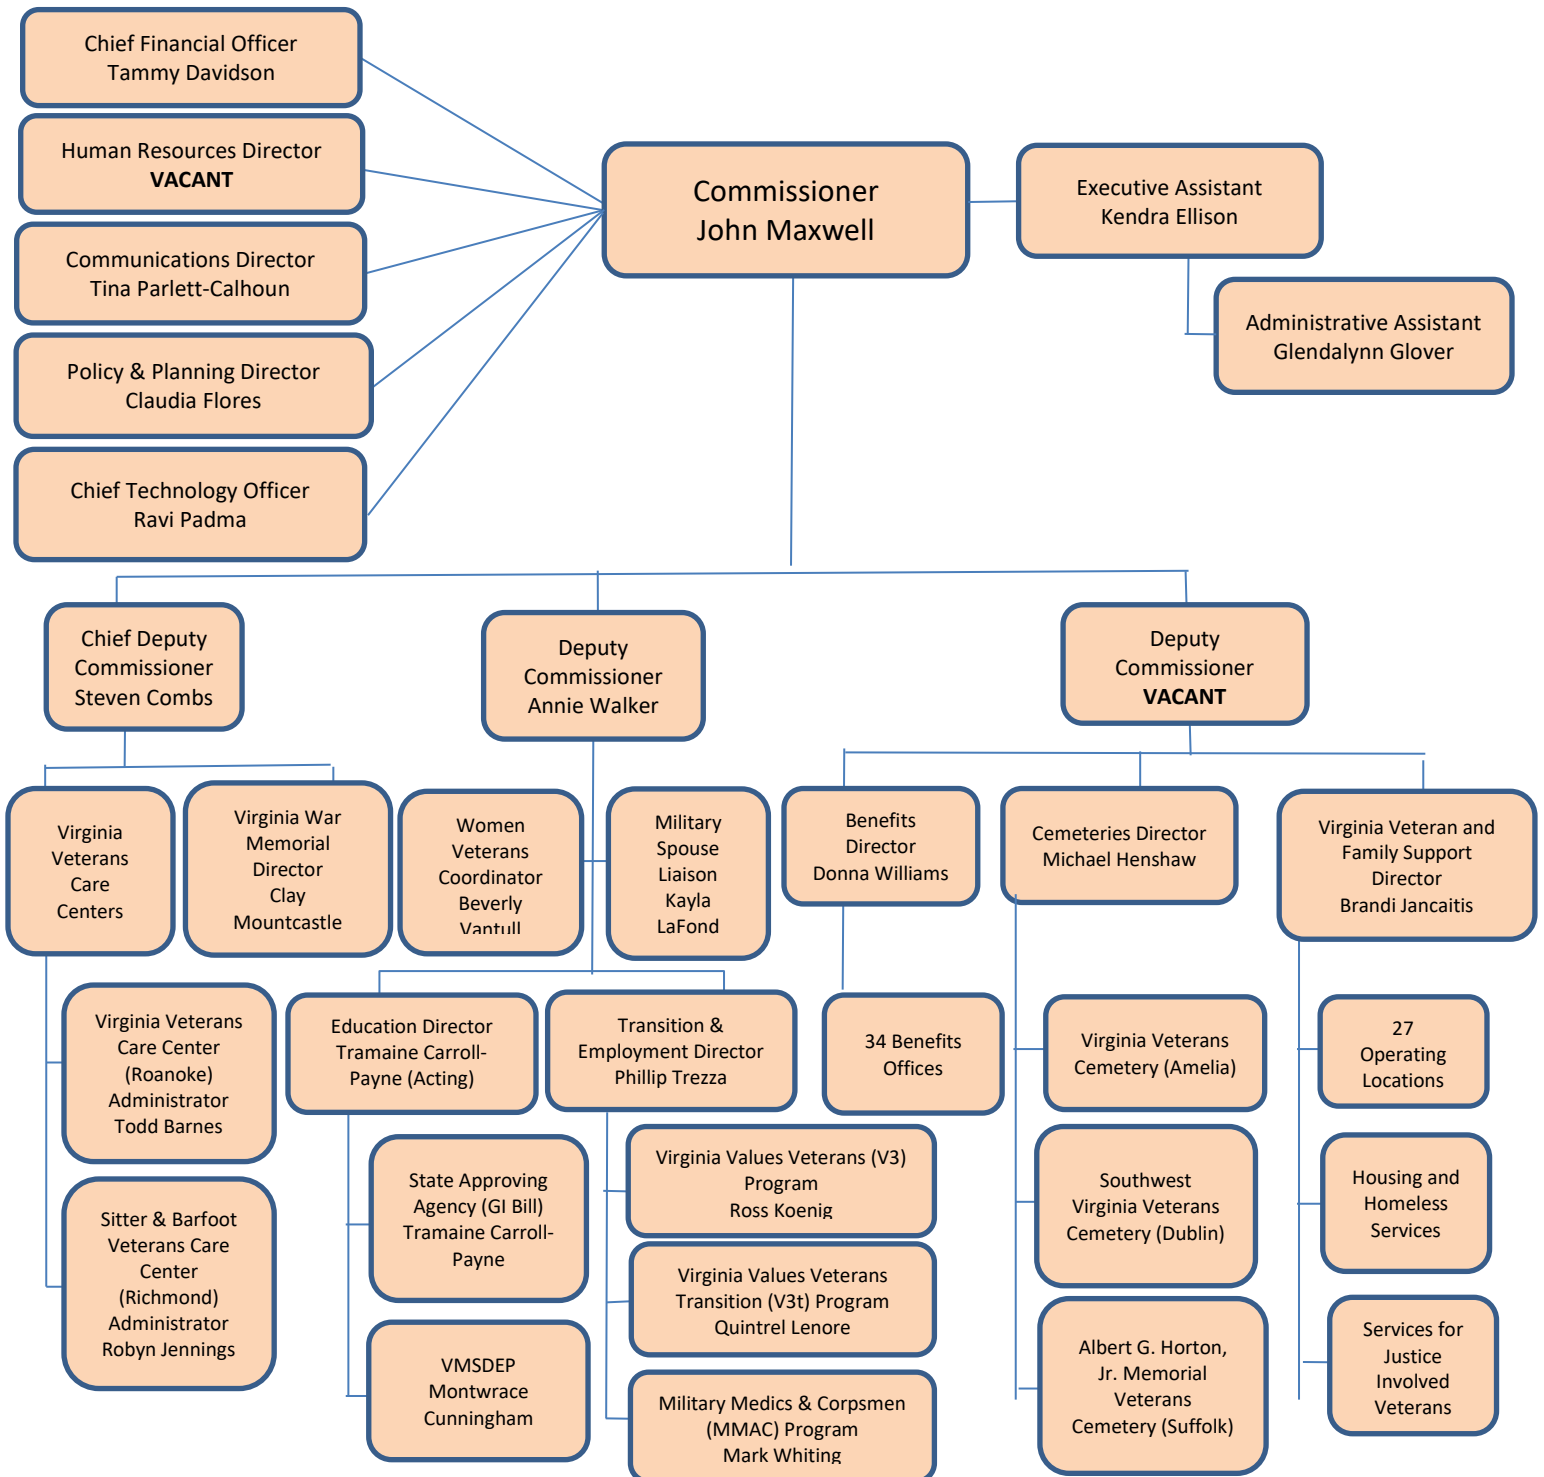 Chief Financial Officer
Tammy Davidson
Human Resources Director
VACANT
Communications Director
Tina Parlett-Calhoun
Policy & Planning Director
Claudia Flores
Chief Technology Officer
Ravi Padma
Commissioner
John Maxwell
Executive Assistant
Kendra Ellison
Administrative Assistant
Glendalynn Glover
Chief Deputy
Commissioner
Steven Combs
Deputy
Commissioner
Annie Walker
Deputy
Commissioner
VACANT
Virginia
Veterans
Care
Centers
Virginia War
Memorial
Director
Clay
Mountcastle
Women
Veterans
Coordinator
Beverly
Vantull
Military
Spouse
Liaison
Kayla
LaFond
Benefits
Director
Donna Williams
Cemeteries Director
Michael Henshaw
Virginia Veteran and
Family Support
Director
Brandi Jancaitis
Virginia Veterans
Care Center
(Roanoke)
Administrator
Todd Barnes
Sitter & Barfoot
Veterans Care
Center
(Richmond)
Administrator
Robyn Jennings
Education Director
Tramaine Carroll-
Payne (Acting)
State Approving
Agency (GI Bill)
Tramaine Carroll-
Payne
VMSDEP
Montwrace
Cunningham
Transition &
Employment Director
Phillip Trezza
Virginia Values Veterans (V3)
Program
Ross Koenig
Virginia Values Veterans
Transition (V3t) Program
Quintrel Lenore
Military Medics & Corpsmen
(MMAC) Program
Mark Whiting
34 Benefits
Offices
Virginia Veterans
Cemetery (Amelia)
Southwest
Virginia Veterans
Cemetery (Dublin)
Albert G. Horton,
Jr. Memorial
Veterans
Cemetery (Suffolk)
27
Operating
Locations
Housing and
Homeless
Services
Services for
Justice
Involved
Veterans